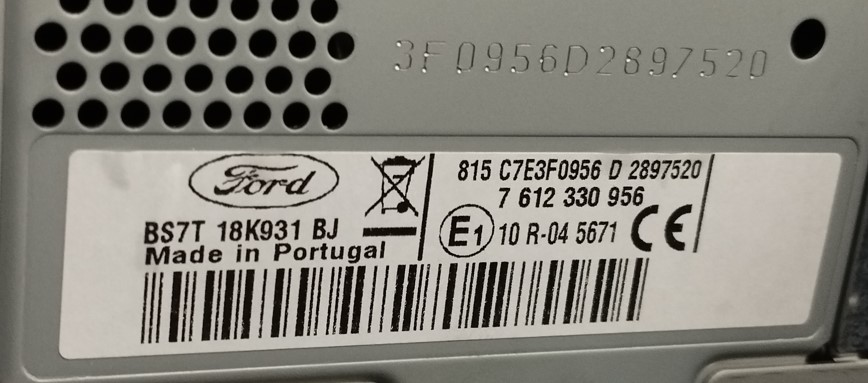 3F0956D2897520
Ford
815 C7E3F0956 D 2897520
7 612 330 956
BS7T 18K931 BJ
E1 10 R-04 5671 CE
Made in Portugal